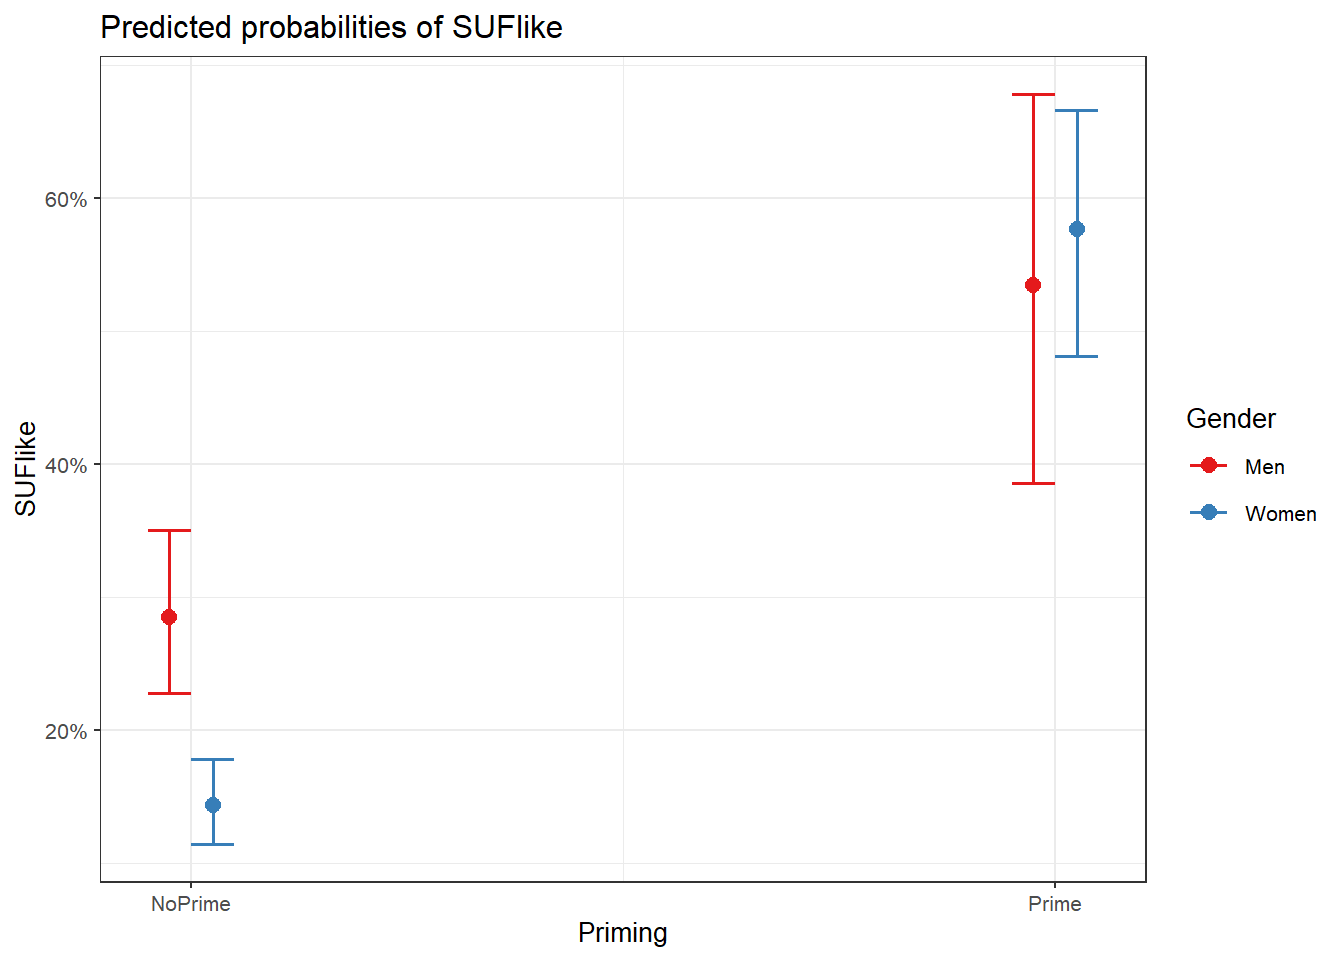 Predicted probabilities of SUFlike
SUFlike
60%
40%
20%
NoPrime
Prime
Priming
Gender
Men
Women